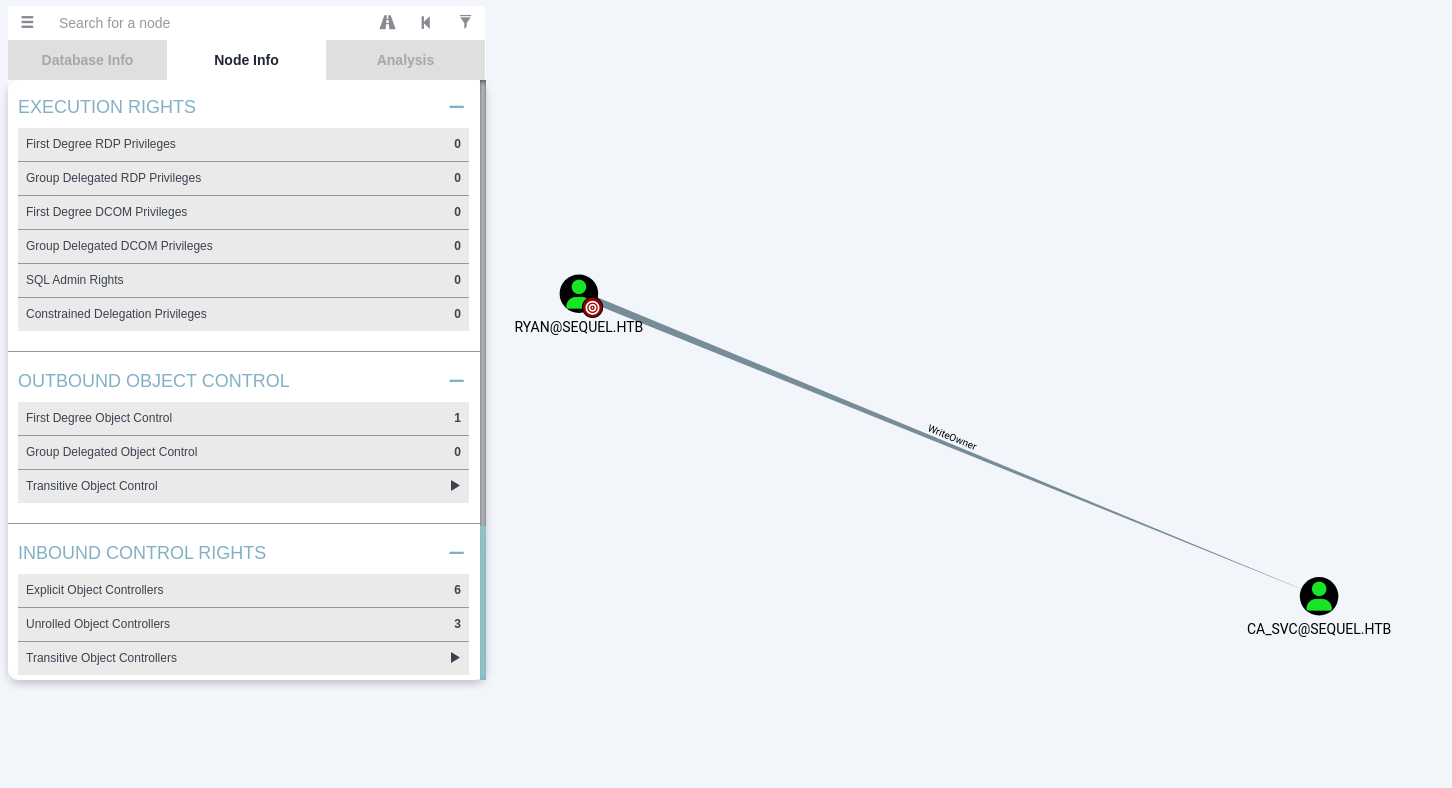 Search for a node
Database Info
Node Info
Analysis
EXECUTION RIGHTS
First Degree RDP Privileges 0
Group Delegated RDP Privileges 0
First Degree DCOM Privileges 0
Group Delegated DCOM Privileges 0
SQL Admin Rights 0
Constrained Delegation Privileges 0
OUTBOUND OBJECT CONTROL
First Degree Object Control 1
Group Delegated Object Control 0
Transitive Object Control
INBOUND CONTROL RIGHTS
Explicit Object Controllers 6
Unrolled Object Controllers 3
Transitive Object Controllers
RYAN@SEQUEL.HTB
WriteOwner
CA_SVC@SEQUEL.HTB